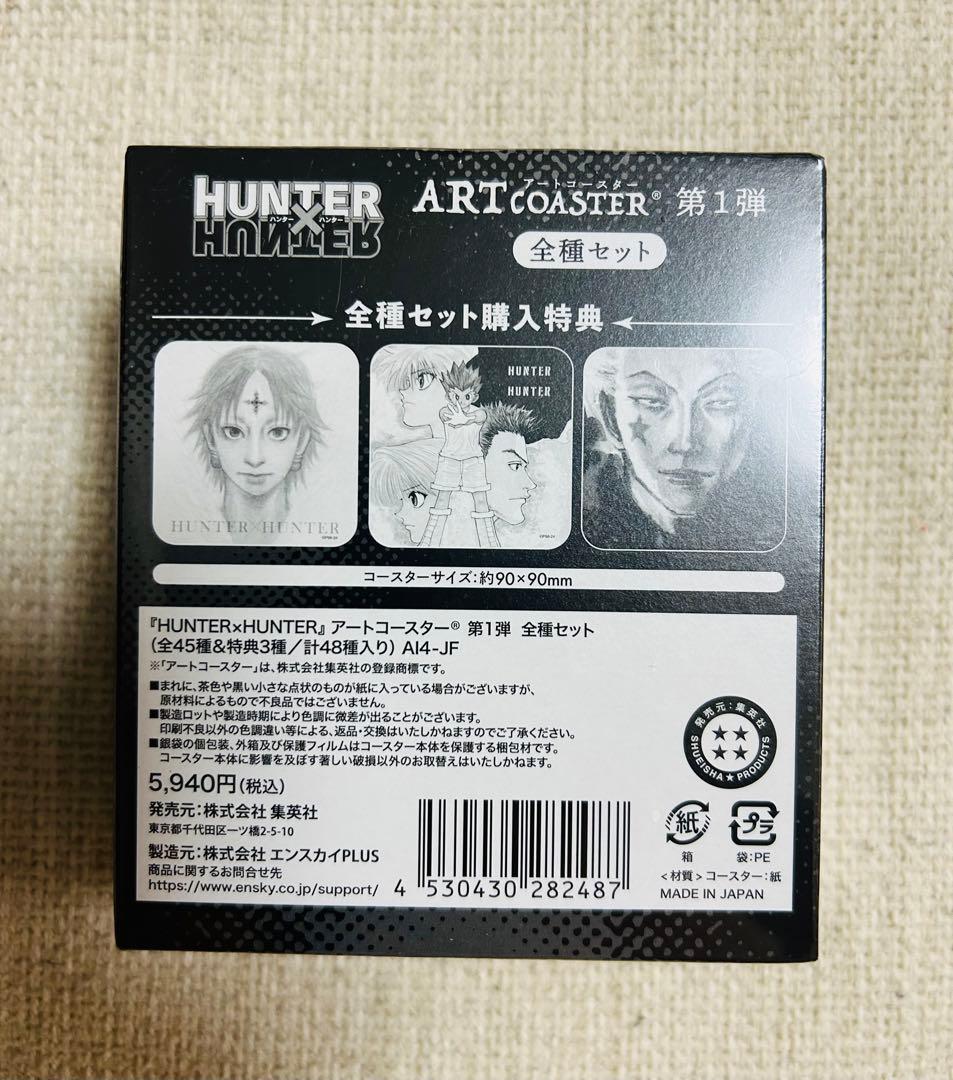 HUNTER
ハンター×ハンター
HUNTER
アートコースター
ART COASTER® 第1弾
全種セット
全種セット購入特典
HUNTER×HUNTER
©P98-24
HUNTER
HUNTER
©P98-24
コースターサイズ:約90×90mm
『HUNTER×HUNTER』 アートコースター® 第1弾 全種セット
(全45種&特典3種/計48種入り) AI4-JF
※「アートコースター」は、株式会社集英社の登録商標です。
■まれに、茶色や黒い小さな点状のものが紙に入っている場合がございますが、
原材料によるもので不良品ではございません。
■製造ロットや製造時期により色調に微差が出ることがございます。
印刷不良以外の色調違い等による、返品・交換はいたしかねますのでご了承ください。
■銀袋の個包装、外箱及び保護フィルムはコースター本体を保護する梱包材です。
コースター本体に影響を及ぼす著しい破損以外のお取替えはいたしかねます。
5,940円(税込)
発売元:株式会社 集英社
東京都千代田区一ツ橋2-5-10
製造元:株式会社 エンスカイPLUS
商品に関するお問合せ先
https://www.ensky.co.jp/support/
4 530430 282487
発売元:集英社
SHUEISHA★PRODUCTS
紙
プラ
箱
袋:PE
<材質>コースター:紙
MADE IN JAPAN